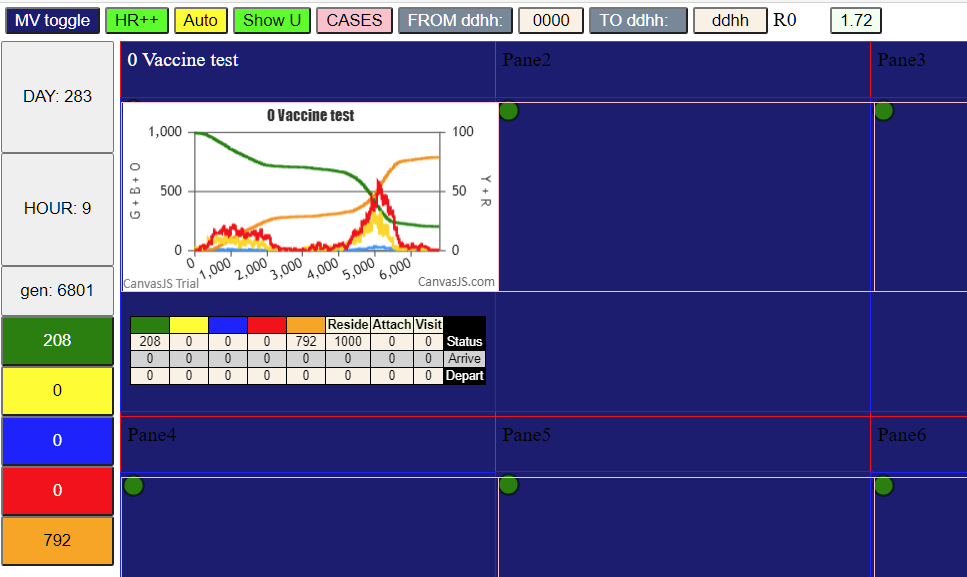 MV toggle HR++ Auto Show U CASES FROM ddhh: 0000 TO ddhh: ddhh R0 1.72
DAY: 283
HOUR: 9
gen: 6801
208
0
0
0
792
0 Vaccine test Pane2 Pane3
0 Vaccine test
1,000 100
500 50
0 0
G + B + O
Y + R
0 1,000 2,000 3,000 4,000 5,000 6,000
CanvasJS Trial CanvasJS.com
Reside Attach Visit
208 0 0 0 792 1000 0 0 Status
0 0 0 0 0 0 0 0 Arrive
0 0 0 0 0 0 0 0 Depart
Pane4 Pane5 Pane6